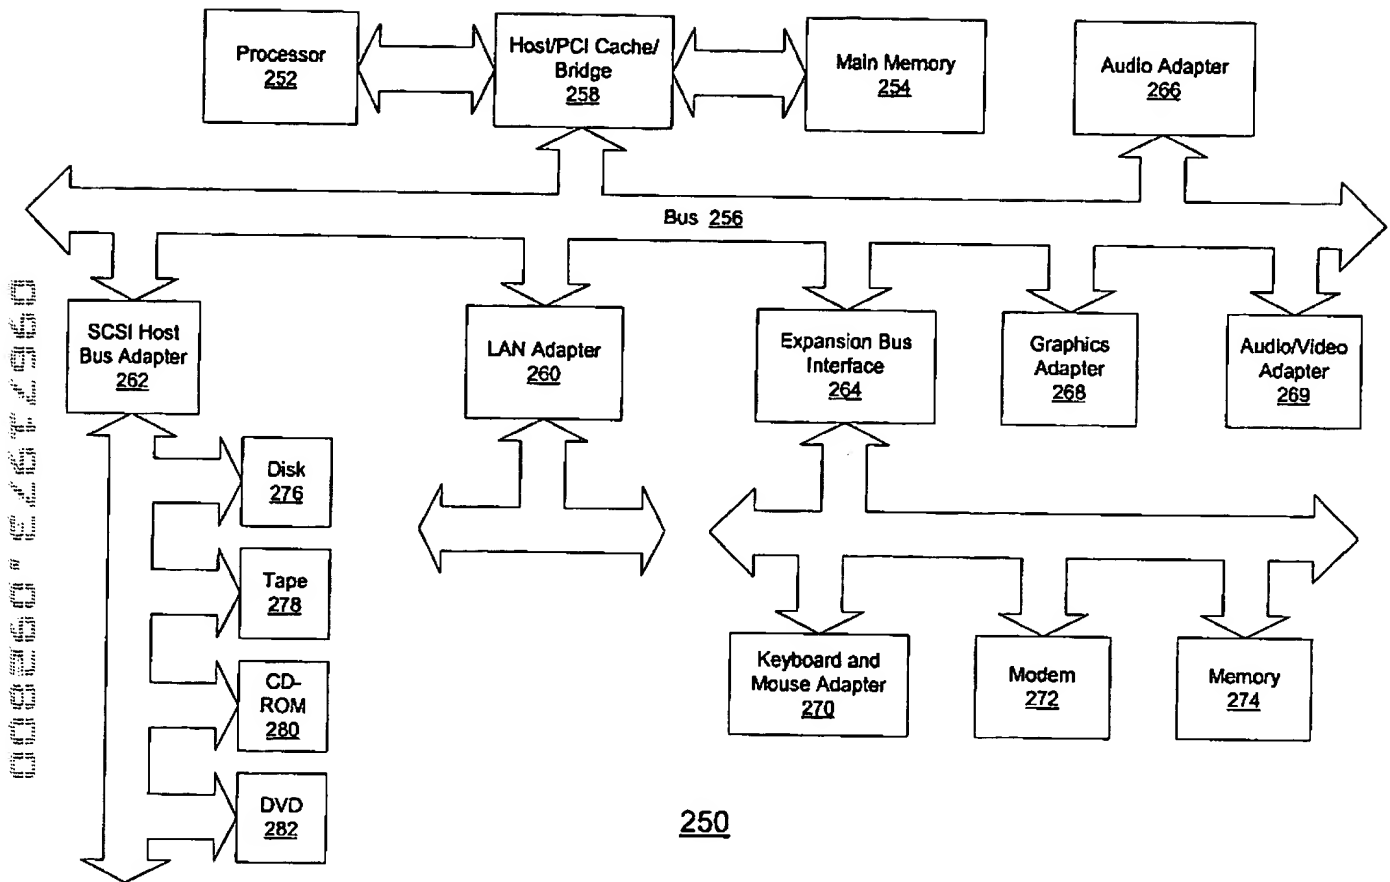 Processor
252
Host/PCI Cache/
Bridge
258
Main Memory
254
Audio Adapter
266
Bus 256
SCSI Host
Bus Adapter
262
LAN Adapter
260
Expansion Bus
Interface
264
Graphics
Adapter
268
Audio/Video
Adapter
269
Disk
276
Tape
278
CD-
ROM
280
DVD
282
Keyboard and
Mouse Adapter
270
Modem
272
Memory
274
250
09671973 "092800